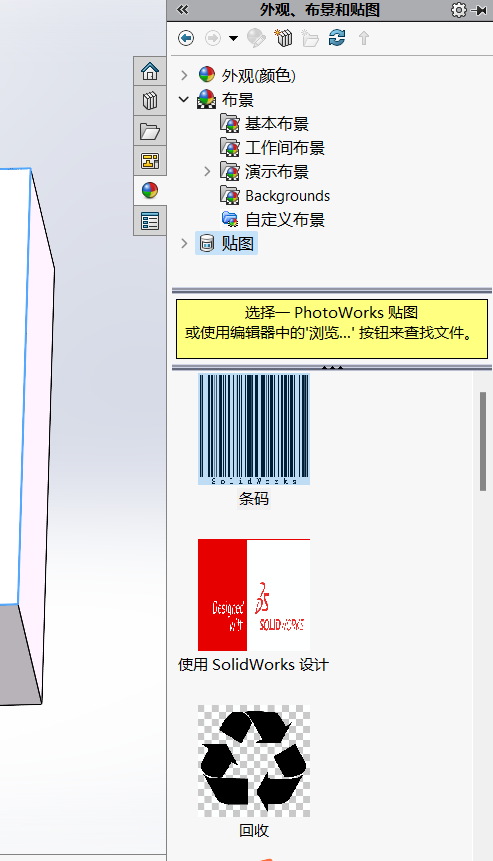 外观、布景和贴图
外观(颜色)
布景
基本布景
工作间布景
演示布景
Backgrounds
自定义布景
贴图
选择一 PhotoWorks 贴图
或使用编辑器中的'浏览...' 按钮来查找文件。
SolidWorks
条码
Designed
with
SOLIDWORKS
使用 SolidWorks 设计
回收